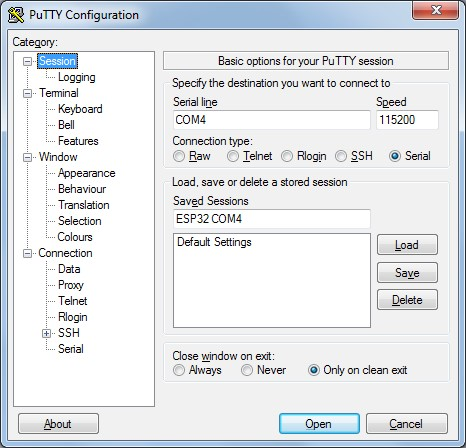 PuTTY Configuration
Category:
Session
Logging
Terminal
Keyboard
Bell
Features
Window
Appearance
Behaviour
Translation
Selection
Colours
Connection
Data
Proxy
Telnet
Rlogin
SSH
Serial
Basic options for your PuTTY session
Specify the destination you want to connect to
Serial line Speed
COM4 115200
Connection type:
Raw Telnet Rlogin SSH Serial
Load, save or delete a stored session
Saved Sessions
ESP32 COM4
Default Settings
Load
Save
Delete
Close window on exit:
Always Never Only on clean exit
About Open Cancel